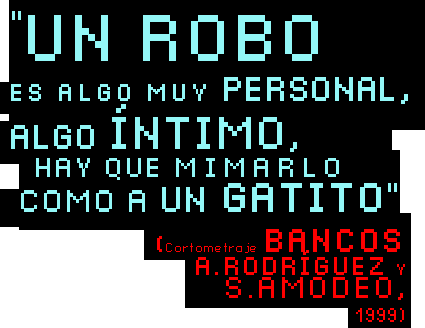 "UN ROBO
ES ALGO MUY PERSONAL,
ALGO ÍNTIMO,
HAY QUE MIMARLO
COMO A UN GATITO"
(Cortometraje BANCOS
A.RODRÍGUEZ Y
S.AMODEO,
1999)